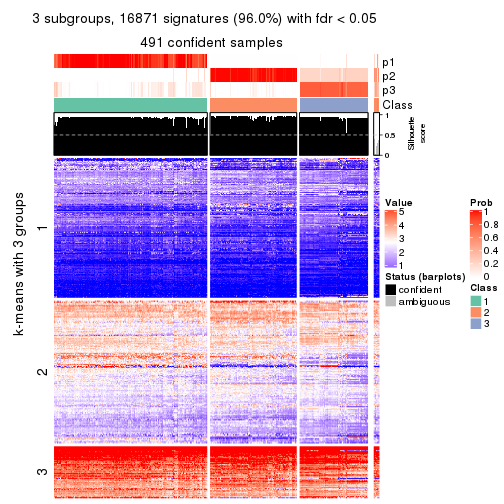 3 subgroups, 16871 signatures (96.0%) with fdr < 0.05
491 confident samples
p1
p2
p3
Class
1
0.5
0
Silhouette
score
k-means with 3 groups
1
2
3
Value
5
4
3
2
1
Status (barplots)
confident
ambiguous
Prob
1
0.8
0.6
0.4
0.2
0
Class
1
2
3